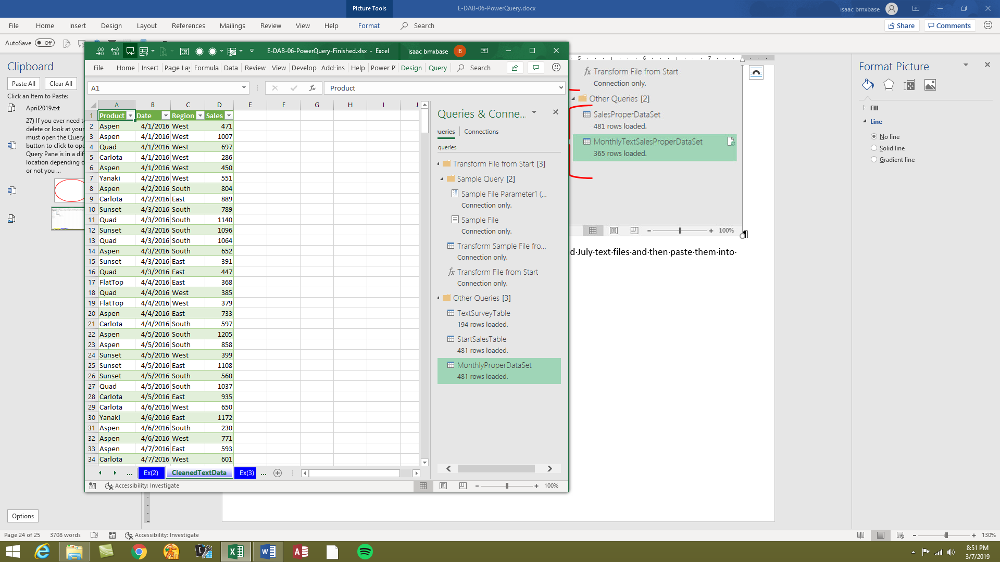 Picture Tools
E-DAB-06-PowerQuery.docx
isaac bmxbase
File Home Insert Design Layout References Mailings Review View Help Format Search
Share Comments
AutoSave Off
Clipboard
Paste All Clear All
Click an Item to Paste:
April2019.txt
27) If you ever need t
delete or look at your
must open the Query
button to click to ope
Query Pane is in a dif
location depending o
or not you ...
Options
E-DAB-06-PowerQuery-Finished.xlsx - Excel
isaac bmxbase IB
File Home Insert Page La Formula Data Review View Develop Add-ins Help Power P Design Query Search
A1 fx Product
A B C D E F G H I J
1 Product Date Region Sales
2 Aspen 4/1/2016 West 471
3 Aspen 4/1/2016 West 1007
4 Quad 4/1/2016 West 697
5 Carlota 4/1/2016 West 286
6 Aspen 4/1/2016 West 450
7 Yanaki 4/2/2016 West 551
8 Aspen 4/2/2016 South 804
9 Carlota 4/2/2016 East 889
10 Sunset 4/3/2016 South 789
11 Quad 4/3/2016 South 1140
12 Sunset 4/3/2016 South 1096
13 Quad 4/3/2016 South 1064
14 Aspen 4/3/2016 South 652
15 Sunset 4/3/2016 East 391
16 Quad 4/3/2016 East 447
17 FlatTop 4/4/2016 East 368
18 Quad 4/4/2016 West 385
19 FlatTop 4/4/2016 West 379
20 Aspen 4/4/2016 East 733
21 Carlota 4/4/2016 South 597
22 Aspen 4/5/2016 South 1205
23 Aspen 4/5/2016 South 858
24 Sunset 4/5/2016 West 399
25 Sunset 4/5/2016 East 1108
26 Sunset 4/5/2016 South 560
27 Quad 4/5/2016 South 1037
28 Carlota 4/5/2016 East 935
29 Carlota 4/6/2016 West 650
30 Yanaki 4/6/2016 East 1172
31 Aspen 4/6/2016 South 230
32 Aspen 4/6/2016 West 771
33 Aspen 4/7/2016 East 593
34 Carlota 4/7/2016 West 601
... Ex(2) CleanedTextData Ex(3) ...
Accessibility: Investigate
100%
Queries & Conne...
ueries Connections
queries
Transform File from Start [3]
Sample Query [2]
Sample File Parameter1 (...
Connection only.
Sample File
Connection only.
Transform Sample File fro...
Connection only.
fx Transform File from Start
Connection only.
Other Queries [3]
TextSurveyTable
194 rows loaded.
StartSalesTable
481 rows loaded.
MonthlyProperDataSet
481 rows loaded.
5 6 7
fx Transform File from Start
Connection only.
Other Queries [2]
SalesProperDataSet
481 rows loaded.
MonthlyTextSalesProperDataSet
365 rows loaded.
100%
¶
d·July·text·files·and·then·paste·them·into·
Format Picture
Fill
Line
No line
Solid line
Gradient line
Page 24 of 25 3708 words Accessibility: Investigate
130%
8:51 PM
3/7/2019